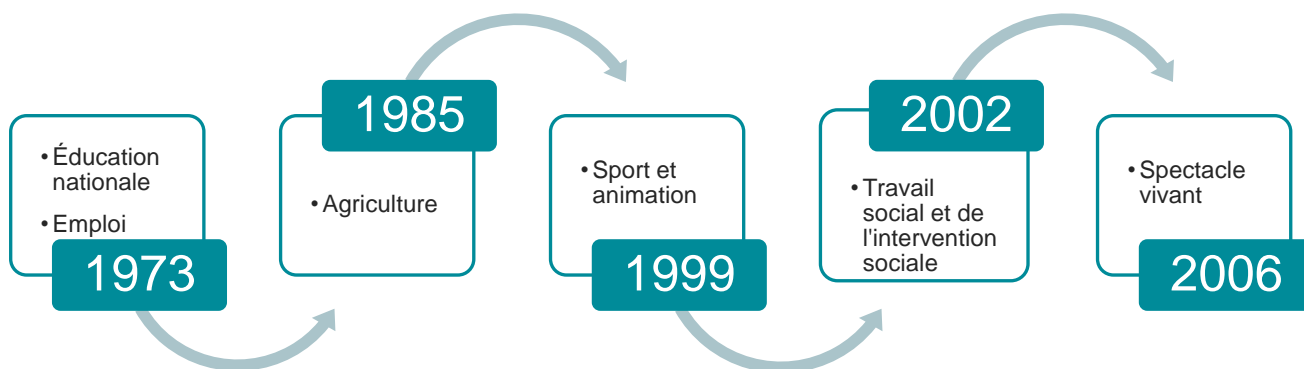 • Éducation
nationale
• Emploi
1973
1985
• Agriculture
• Sport et
animation
1999
2002
• Travail
social et de
l'intervention
sociale
• Spectacle
vivant
2006